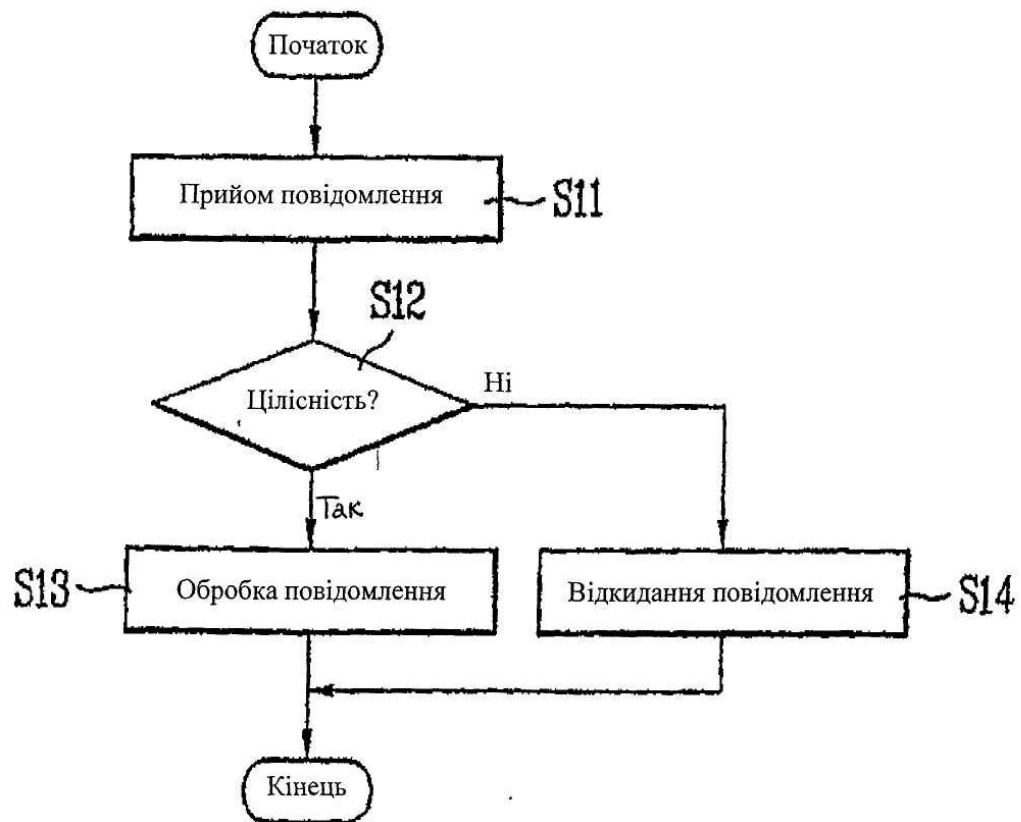 Початок
Прийом повідомлення
S11
S12
Цілісність?
Ні
Так
S13
Обробка повідомлення
Відкидання повідомлення
S14
Кінець